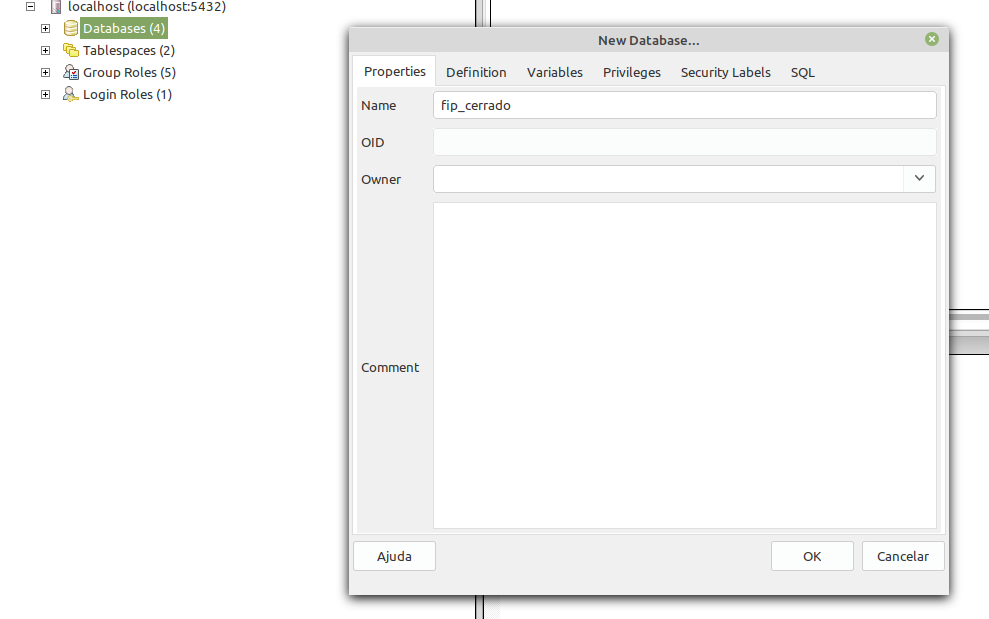 localhost (localhost:5432)
Databases (4)
Tablespaces (2)
Group Roles (5)
Login Roles (1)
New Database...
Properties Definition Variables Privileges Security Labels SQL
Name fip_cerrado
OID
Owner
Comment
Ajuda OK Cancelar